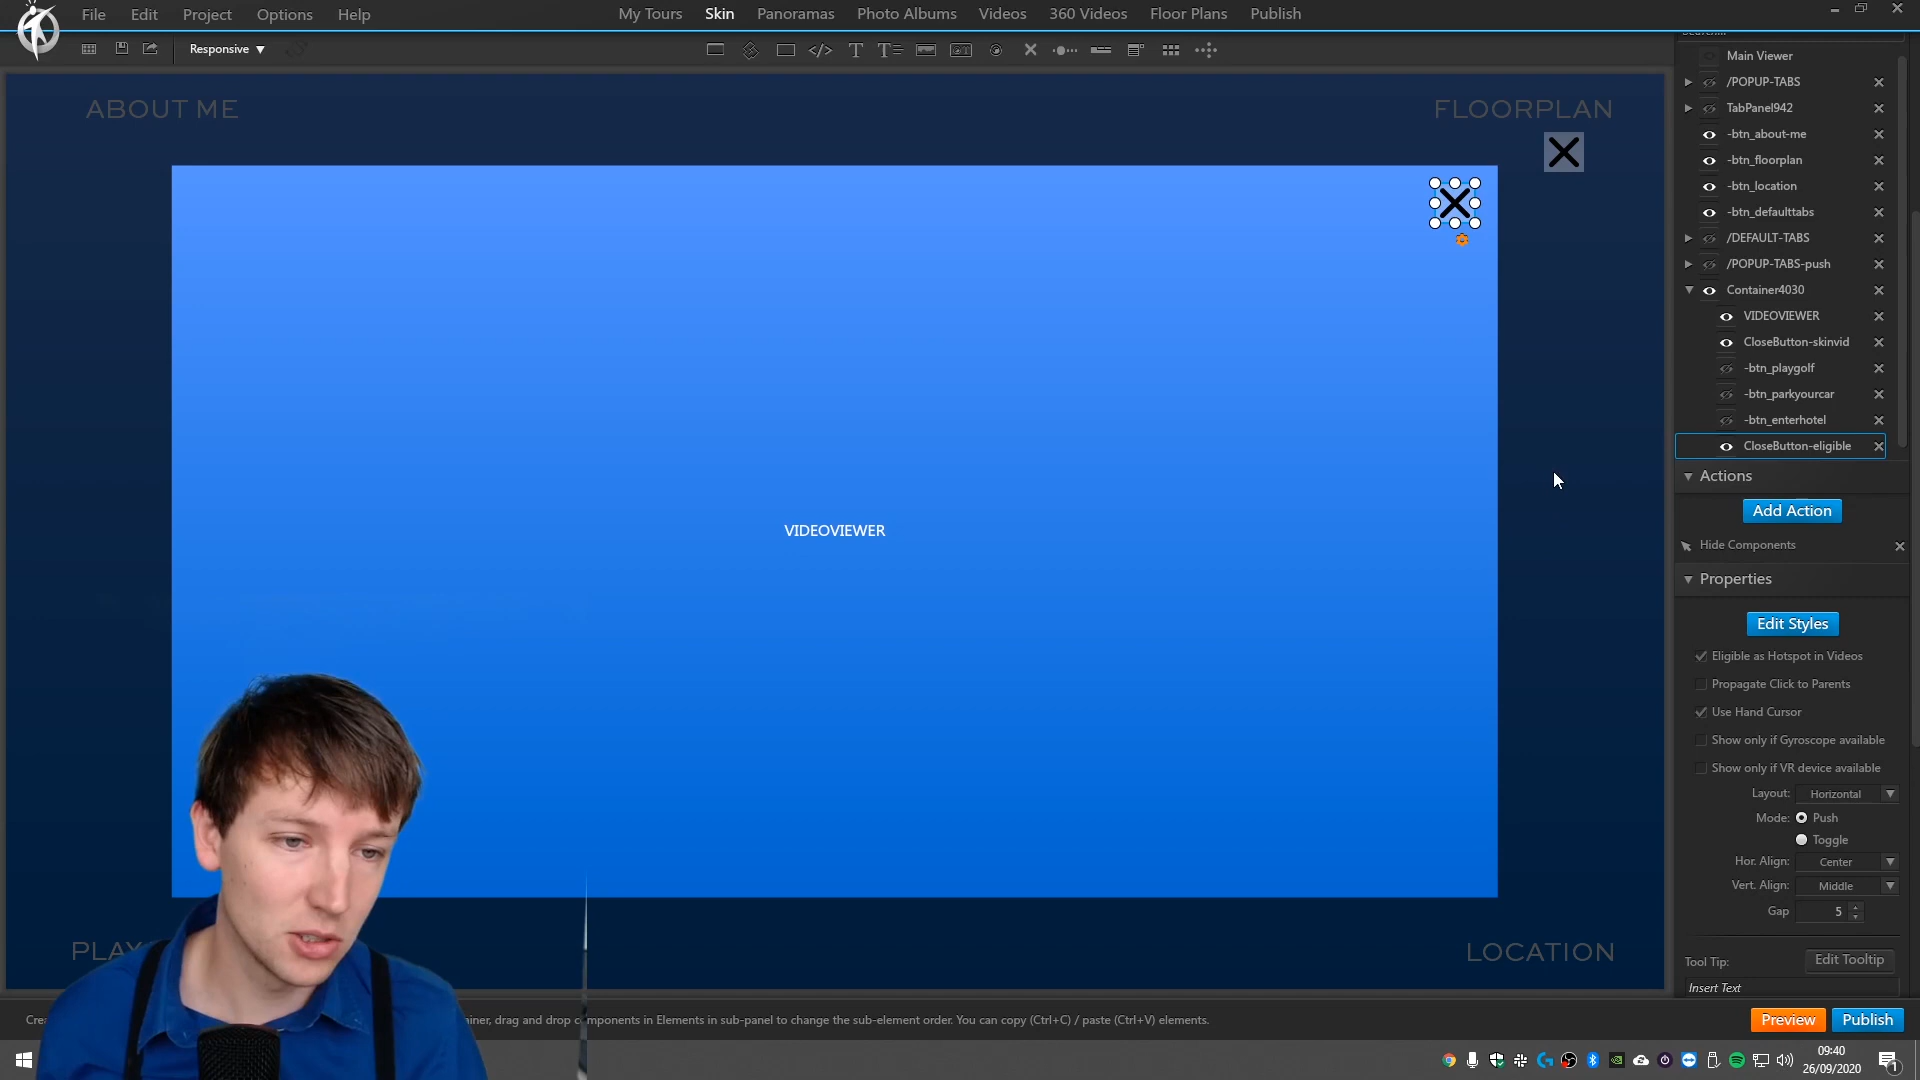 File Edit Project Options Help My Tours Skin Panoramas Photo Albums Videos 360 Videos Floor Plans Publish
Responsive
Main Viewer
/POPUP-TABS
TabPanel942
-btn_about-me
-btn_floorplan
-btn_location
-btn_defaulttabs
/DEFAULT-TABS
/POPUP-TABS-push
Container4030
VIDEOVIEWER
CloseButton-skinvid
-btn_playgolf
-btn_parkyourcar
-btn_enterhotel
CloseButton-eligible
ABOUT ME FLOORPLAN
VIDEOVIEWER
PLAY LOCATION
Actions
Add Action
Hide Components
Properties
Edit Styles
Eligible as Hotspot in Videos
Propagate Click to Parents
Use Hand Cursor
Show only if Gyroscope available
Show only if VR device available
Layout: Horizontal
Mode: Push
Toggle
Hor. Align: Center
Vert. Align: Middle
Gap 5
Tool Tip: Edit Tooltip
Insert Text
drag and drop components in Elements in sub-panel to change the sub-element order. You can copy (Ctrl+C) / paste (Ctrl+V) elements.
Preview Publish
09:40
26/09/2020
1